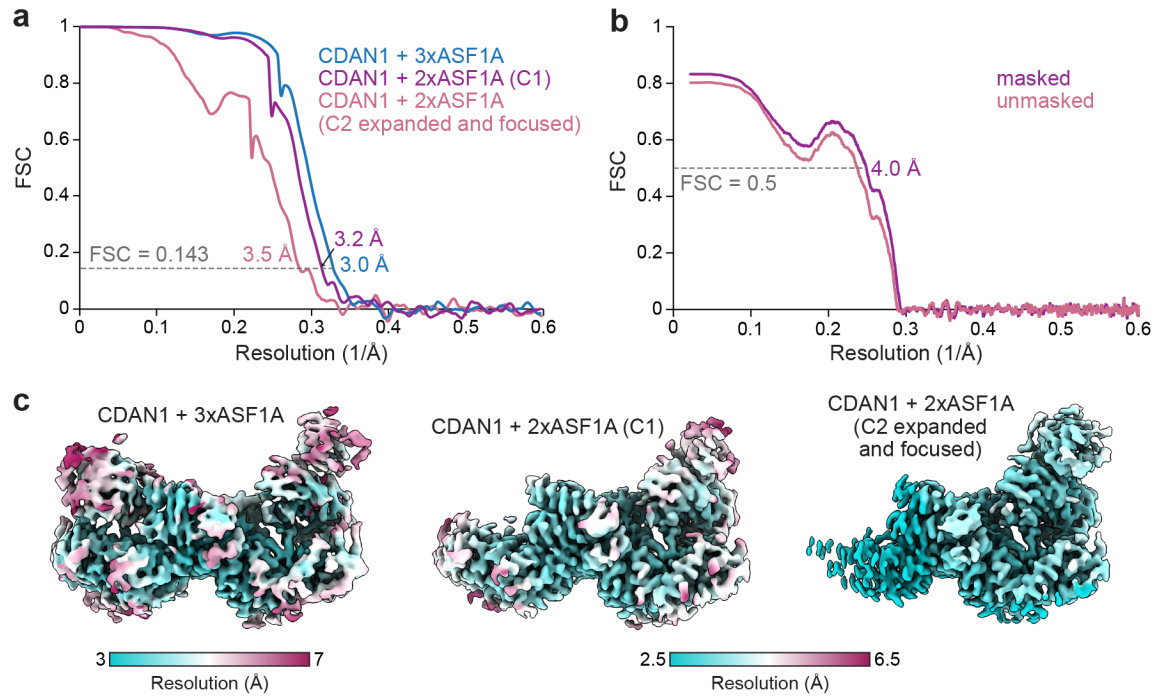 a
1
0.8
0.6
0.4
0.2
0
FSC
0
0.1
0.2
0.3
0.4
0.5
0.6
Resolution (1/Å)
CDAN1 + 3xASF1A
CDAN1 + 2xASF1A (C1)
CDAN1 + 2xASF1A
(C2 expanded and focused)
FSC = 0.143
3.5 Å
3.2 Å
3.0 Å
b
1
0.8
0.6
0.4
0.2
0
FSC
0
0.1
0.2
0.3
0.4
0.5
0.6
Resolution (1/Å)
masked
unmasked
FSC = 0.5
4.0 Å
c
CDAN1 + 3xASF1A
CDAN1 + 2xASF1A (C1)
CDAN1 + 2xASF1A
(C2 expanded
and focused)
3
7
Resolution (Å)
2.5
6.5
Resolution (Å)